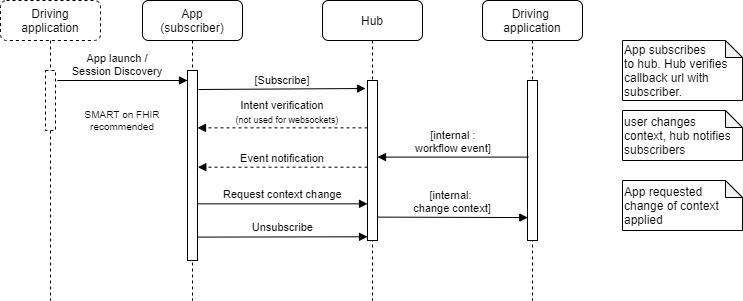 Driving
application
App
(subscriber)
Hub
Driving
application
App launch /
Session Discovery
SMART on FHIR
recommended
[Subscribe]
Intent verification
(not used for websockets)
[internal :
workflow event]
Event notification
Request context change
[internal:
change context]
Unsubscribe
App subscribes
to hub. Hub verifies
callback url with
subscriber.
user changes
context, hub notifies
subscribers
App requested
change of context
applied